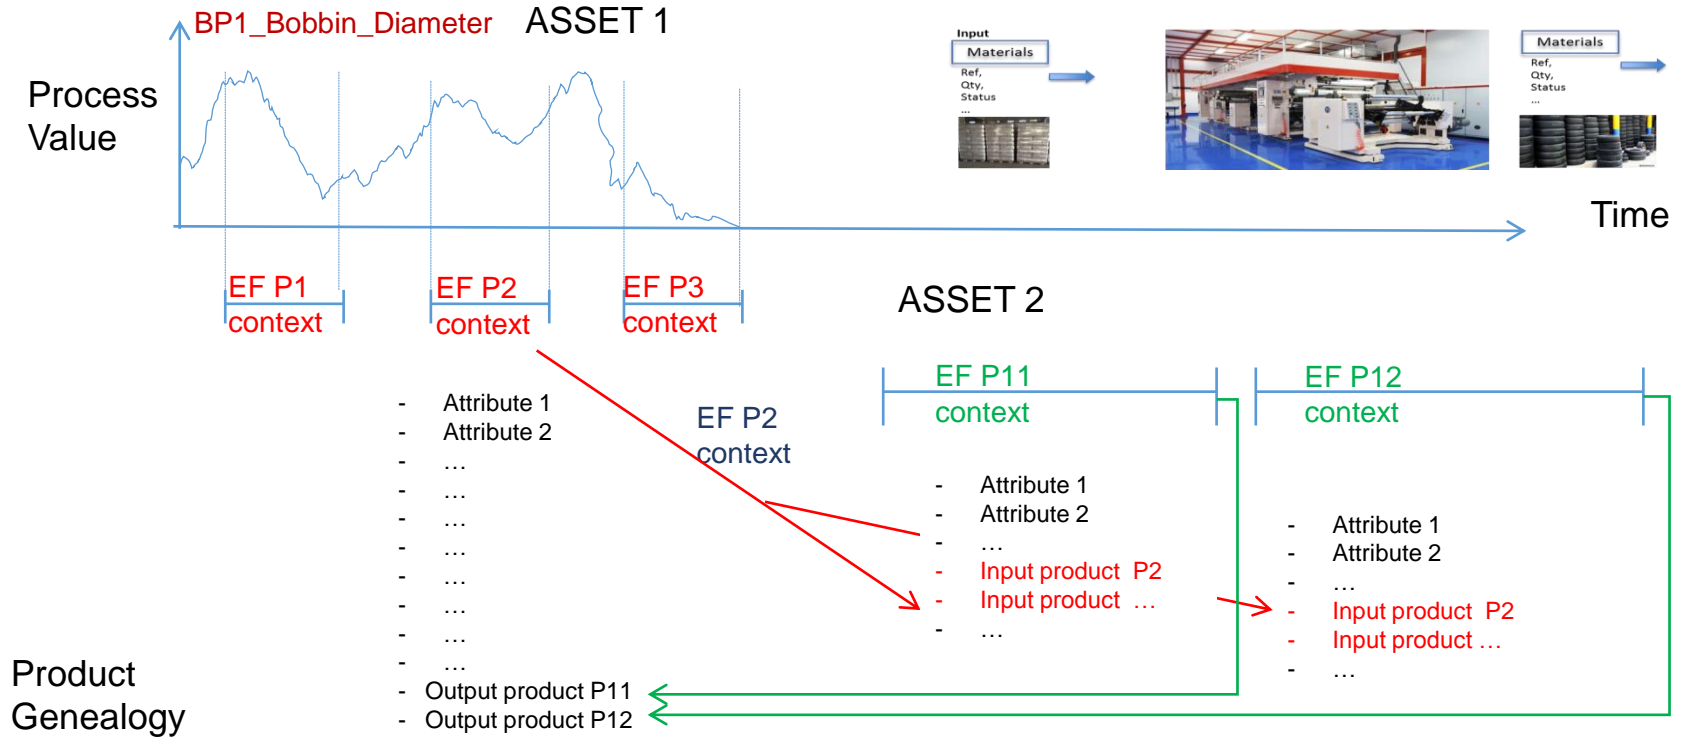 BP1_Bobbin_Diameter
ASSET 1
Process
Value
Input
Materials
Ref,
Qty,
Status
...
Materials
Ref,
Qty,
Status
...
Time
EF P1
context
EF P2
context
EF P3
context
ASSET 2
- Attribute 1
- Attribute 2
- …
- …
- …
- …
- …
- …
- …
- …
- Output product P11
- Output product P12
EF P2
context
EF P11
context
- Attribute 1
- Attribute 2
- …
- Input product P2
- Input product …
- …
EF P12
context
- Attribute 1
- Attribute 2
- …
- Input product P2
- Input product …
- …
Product
Genealogy